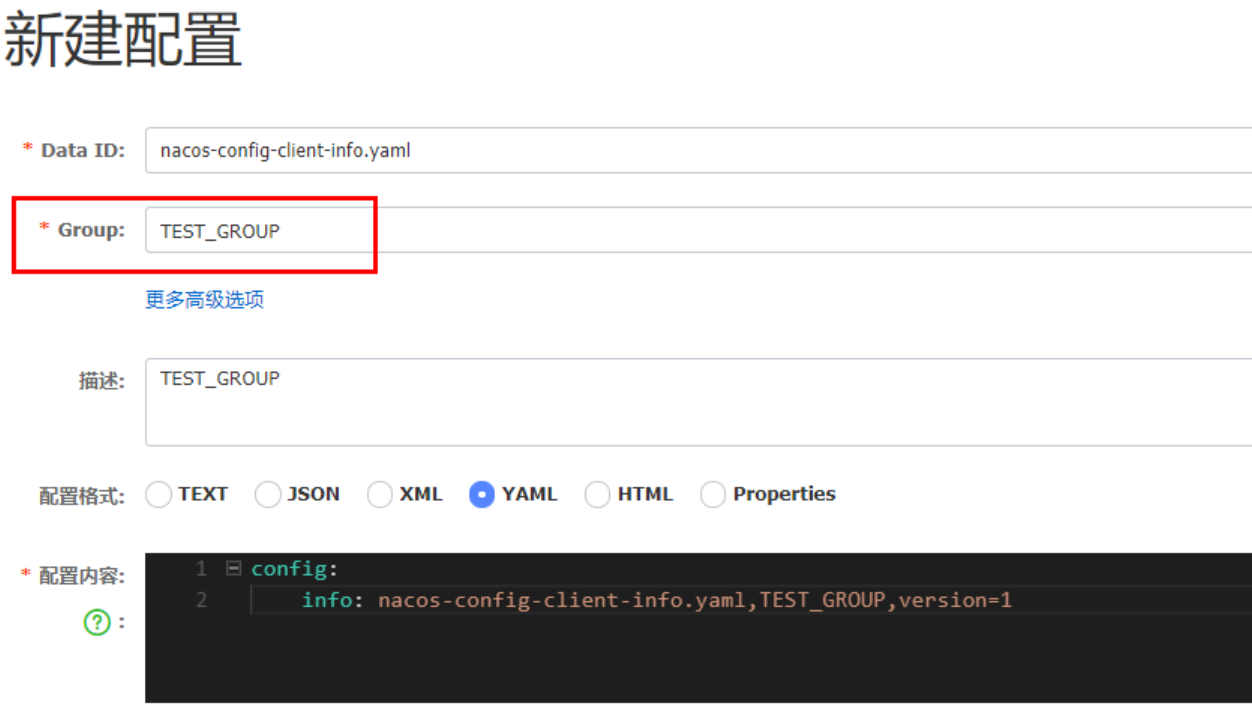 新建配置
* Data ID: nacos-config-client-info.yaml
* Group: TEST_GROUP
更多高级选项
描述: TEST_GROUP
配置格式: TEXT JSON XML YAML HTML Properties
* 配置内容: 1 config:
2 info: nacos-config-client-info.yaml,TEST_GROUP,version=1
? :